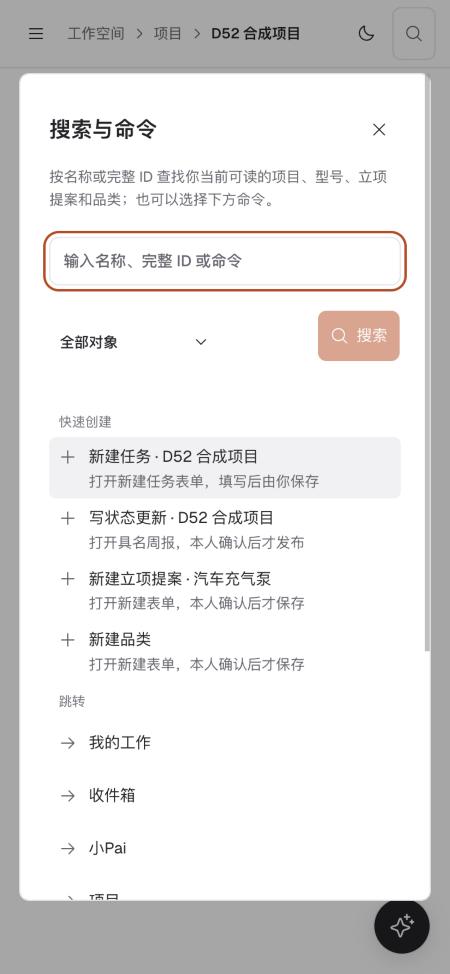 工作空间 > 项目 > D52 合成项目
搜索与命令
按名称或完整 ID 查找你当前可读的项目、型号、立项
提案和品类；也可以选择下方命令。
输入名称、完整 ID 或命令
全部对象
搜索
快速创建
新建任务 · D52 合成项目
打开新建任务表单，填写后由你保存
写状态更新 · D52 合成项目
打开具名周报，本人确认后才发布
新建立项提案 · 汽车充气泵
打开新建表单，本人确认后才保存
新建品类
打开新建表单，本人确认后才保存
跳转
我的工作
收件箱
小Pai
项目